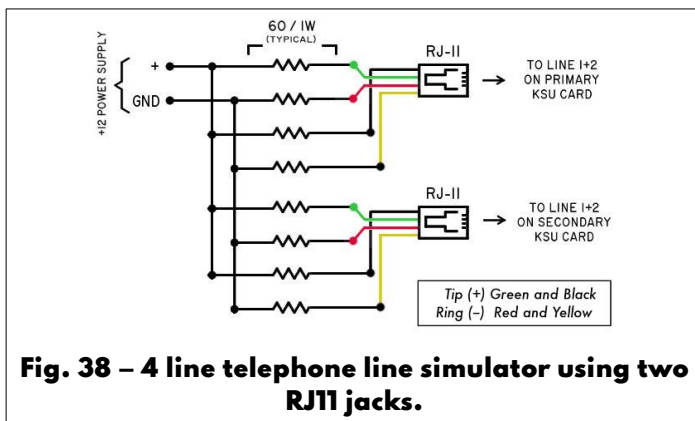 60 / 1W
(TYPICAL)
RJ-11
+12 POWER SUPPLY
+
GND
TO LINE 1+2
ON PRIMARY
KSU CARD
RJ-11
TO LINE 1+2
ON SECONDARY
KSU CARD
Tip (+) Green and Black
Ring (–) Red and Yellow
Fig. 38 – 4 line telephone line simulator using two
RJ11 jacks.